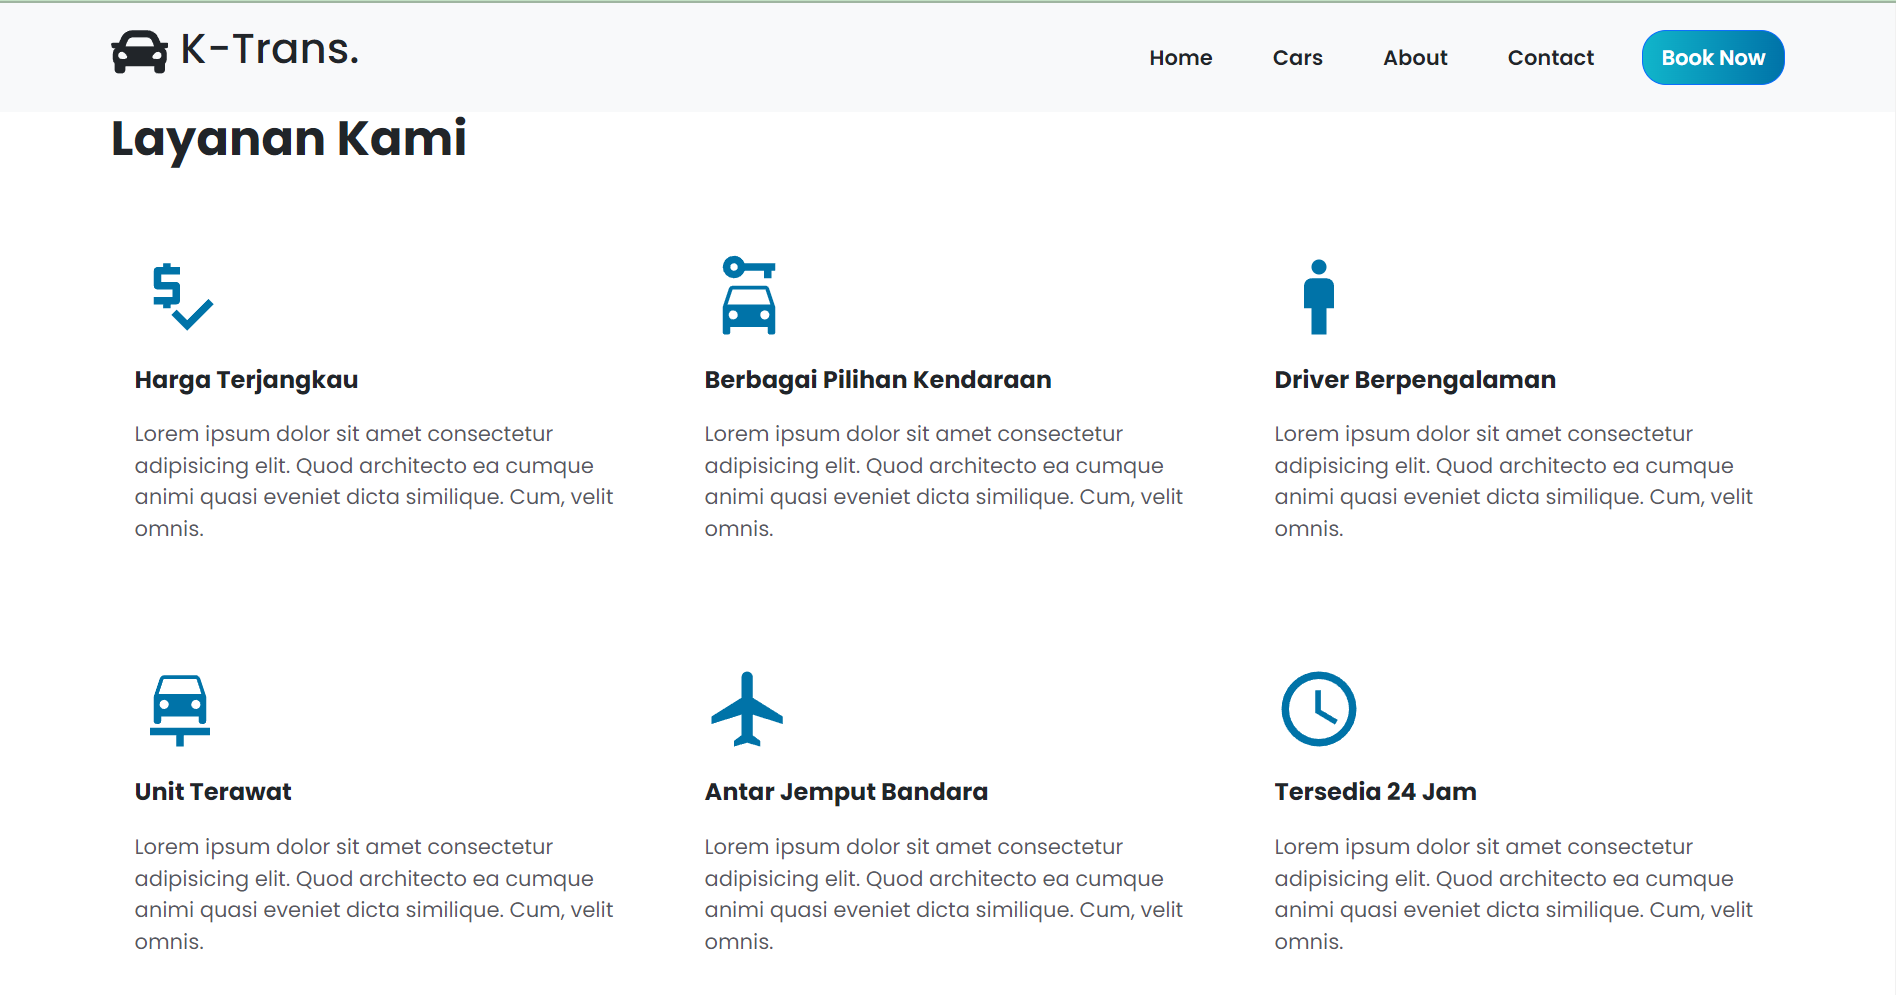 K-Trans.
Home
Cars
About
Contact
Book Now
Layanan Kami
Harga Terjangkau
Lorem ipsum dolor sit amet consectetur
adipisicing elit. Quod architecto ea cumque
animi quasi eveniet dicta similique. Cum, velit
omnis.
Berbagai Pilihan Kendaraan
Lorem ipsum dolor sit amet consectetur
adipisicing elit. Quod architecto ea cumque
animi quasi eveniet dicta similique. Cum, velit
omnis.
Driver Berpengalaman
Lorem ipsum dolor sit amet consectetur
adipisicing elit. Quod architecto ea cumque
animi quasi eveniet dicta similique. Cum, velit
omnis.
Unit Terawat
Lorem ipsum dolor sit amet consectetur
adipisicing elit. Quod architecto ea cumque
animi quasi eveniet dicta similique. Cum, velit
omnis.
Antar Jemput Bandara
Lorem ipsum dolor sit amet consectetur
adipisicing elit. Quod architecto ea cumque
animi quasi eveniet dicta similique. Cum, velit
omnis.
Tersedia 24 Jam
Lorem ipsum dolor sit amet consectetur
adipisicing elit. Quod architecto ea cumque
animi quasi eveniet dicta similique. Cum, velit
omnis.